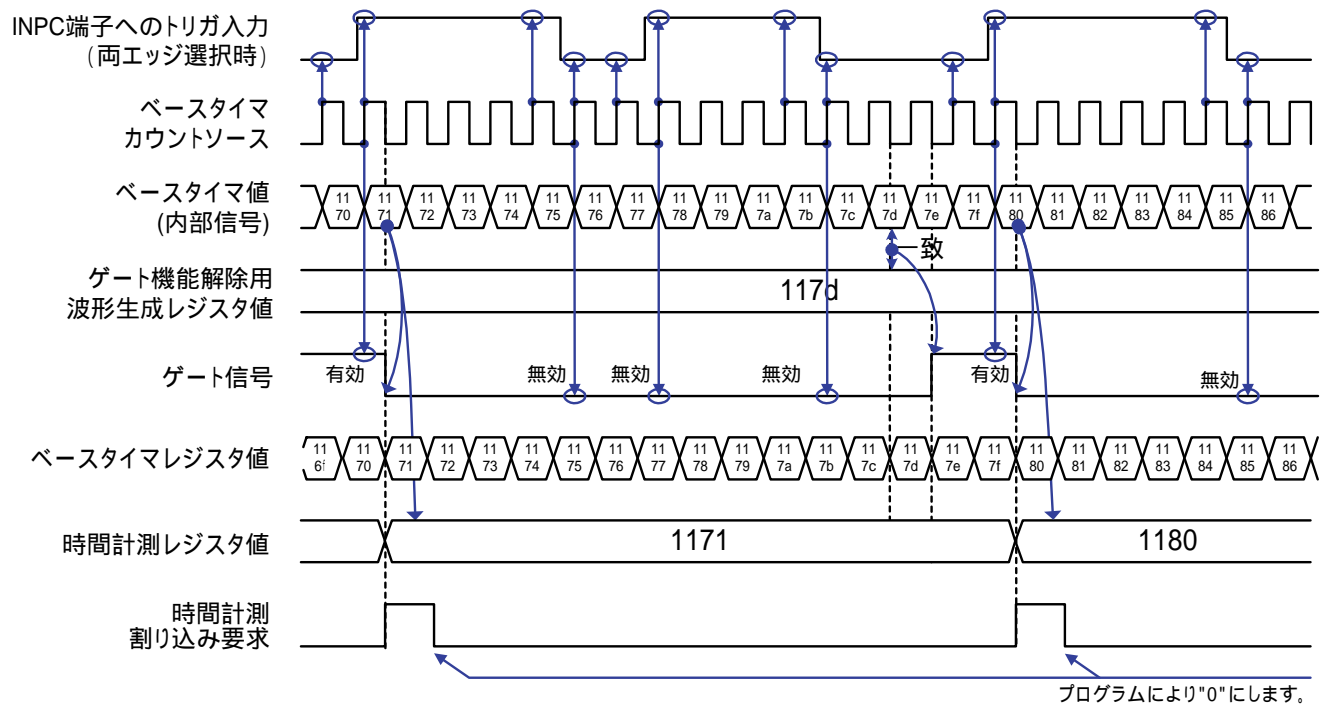 INPC端子へのトリガ入力
(両エッジ選択時)
ベースタイマ
カウントソース
ベースタイマ値
(内部信号)
11 70 11 71 11 72 11 73 11 74 11 75 11 76 11 77 11 78 11 79 11 7a 11 7b 11 7c 11 7d 11 7e 11 7f 11 80 11 81 11 82 11 83 11 84 11 85 11 86
一致
ゲート機能解除用
波形生成レジスタ値
117d
ゲート信号
有効 無効 無効 無効 有効 無効
ベースタイマレジスタ値
11 6f 11 70 11 71 11 72 11 73 11 74 11 75 11 76 11 77 11 78 11 79 11 7a 11 7b 11 7c 11 7d 11 7e 11 7f 11 80 11 81 11 82 11 83 11 84 11 85 11 86
時間計測レジスタ値
1171 1180
時間計測
割り込み要求
プログラムにより"0"にします。